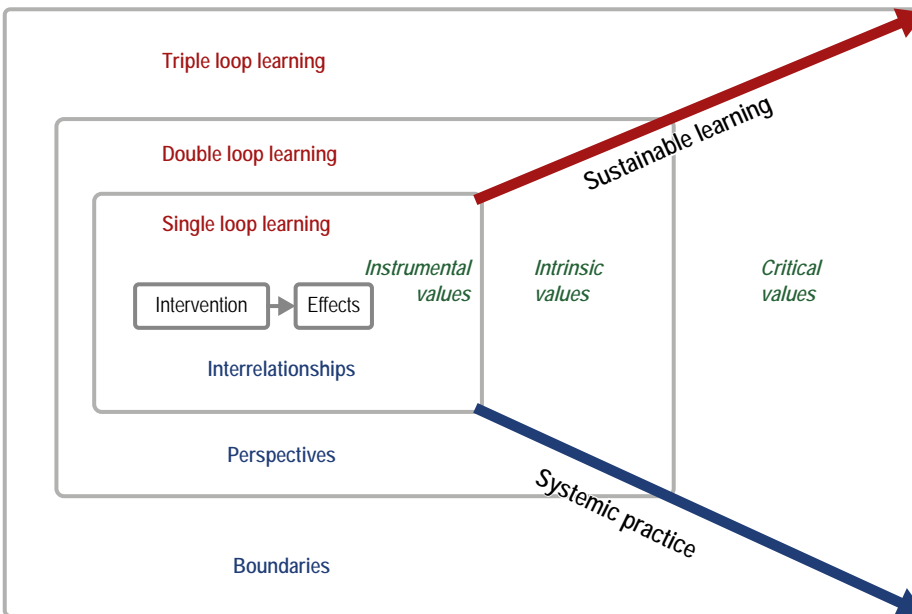 Triple loop learning
Sustainable learning
Double loop learning
Single loop learning
Instrumental
values
Intrinsic
values
Critical
values
Intervention
Effects
Interrelationships
Perspectives
Systemic practice
Boundaries